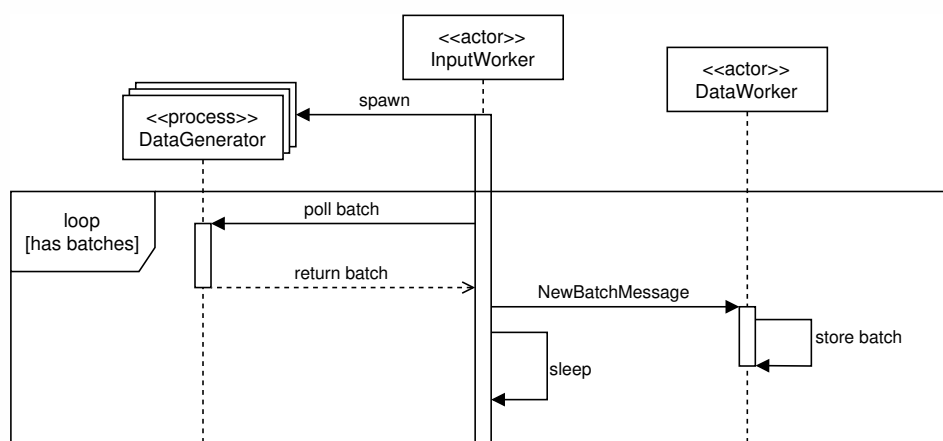 <<actor>>
InputWorker
<<actor>>
DataWorker
spawn
<<process>>
DataGenerator
loop
[has batches]
poll batch
return batch
NewBatchMessage
store batch
sleep